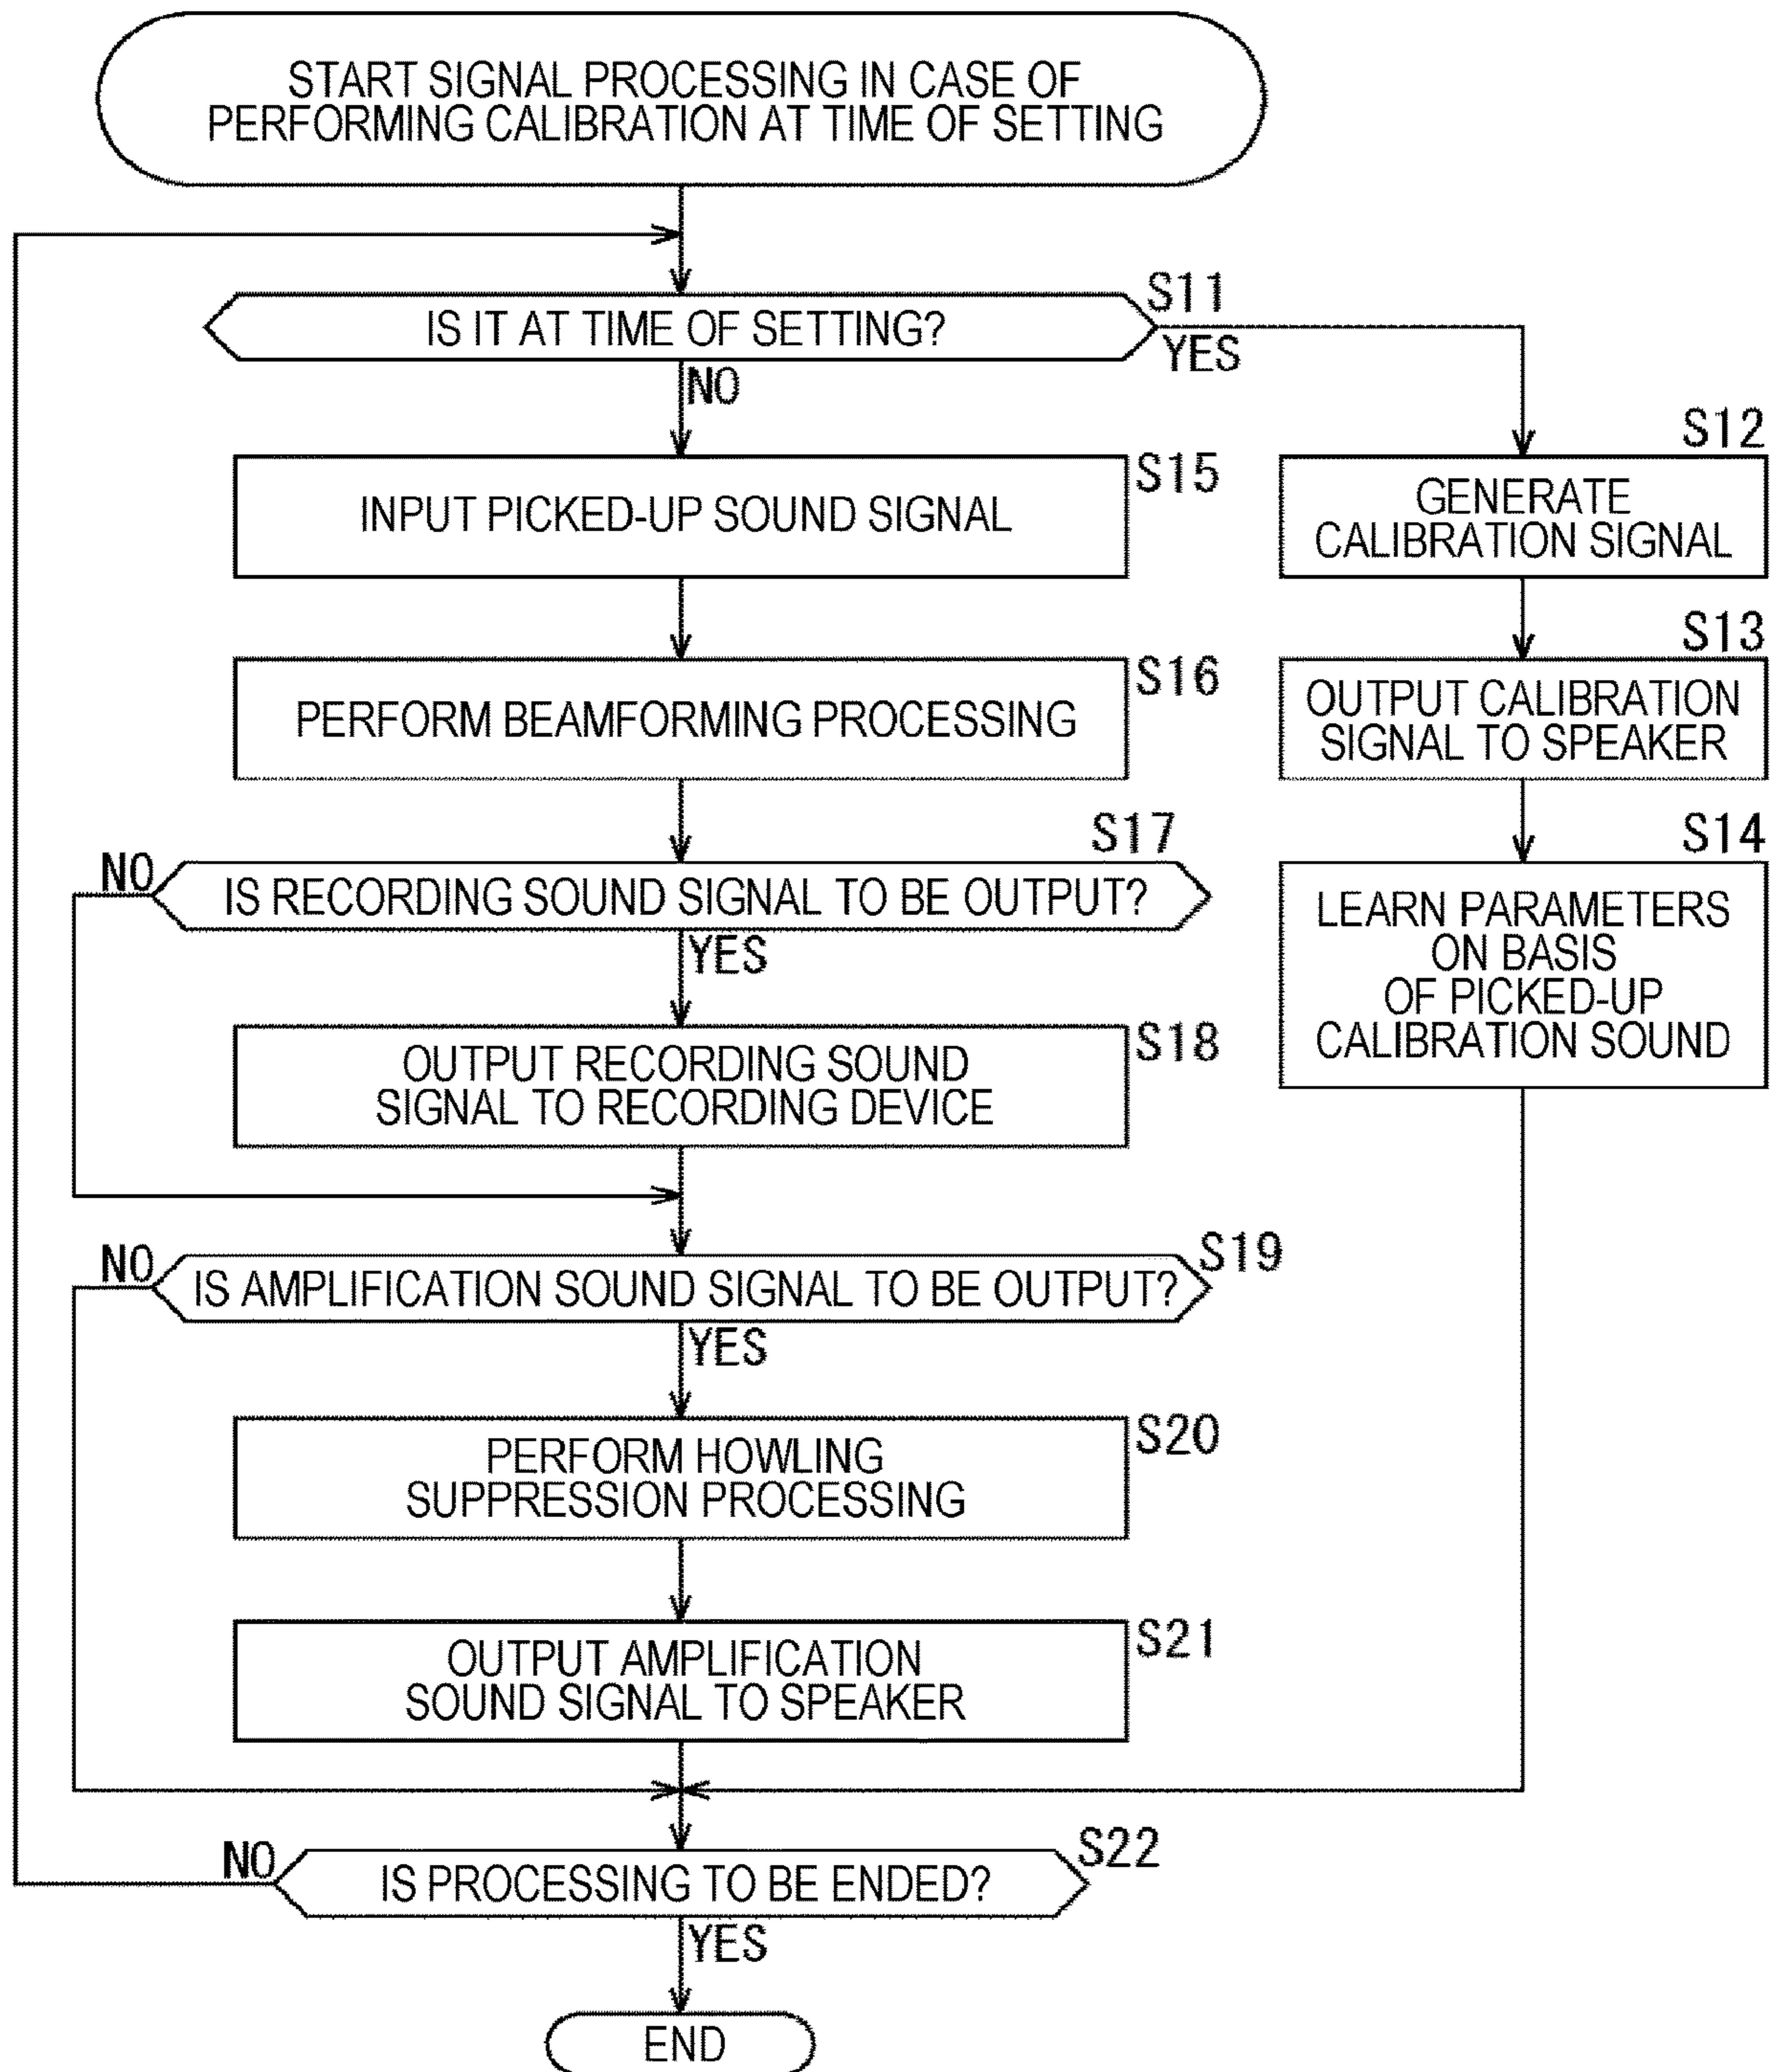 START SIGNAL PROCESSING IN CASE OF
PERFORMING CALIBRATION AT TIME OF SETTING
S11
IS IT AT TIME OF SETTING?
YES
NO
S12
GENERATE
CALIBRATION SIGNAL
S13
OUTPUT CALIBRATION
SIGNAL TO SPEAKER
S14
LEARN PARAMETERS
ON BASIS
OF PICKED-UP
CALIBRATION SOUND
S15
INPUT PICKED-UP SOUND SIGNAL
S16
PERFORM BEAMFORMING PROCESSING
S17
NO
IS RECORDING SOUND SIGNAL TO BE OUTPUT?
YES
S18
OUTPUT RECORDING SOUND
SIGNAL TO RECORDING DEVICE
S19
NO
IS AMPLIFICATION SOUND SIGNAL TO BE OUTPUT?
YES
S20
PERFORM HOWLING
SUPPRESSION PROCESSING
S21
OUTPUT AMPLIFICATION
SOUND SIGNAL TO SPEAKER
S22
NO
IS PROCESSING TO BE ENDED?
YES
END